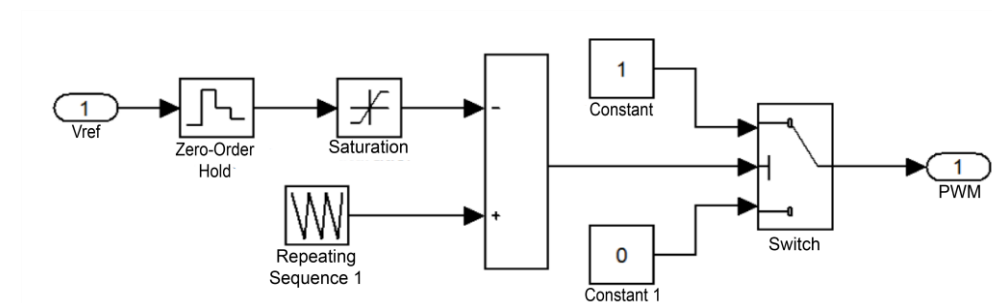 1
Vref
Zero-Order
Hold
Saturation
Repeating
Sequence 1
−
+
1
Constant
0
Constant 1
Switch
1
PWM